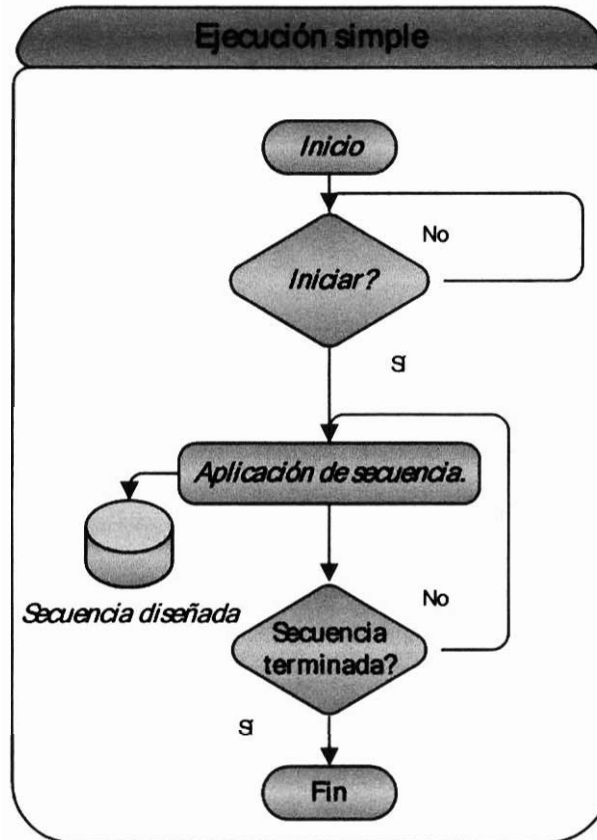 Ejecución simple
Inicio
No
Iniciar?
Sí
Aplicación de secuencia.
Secuencia diseñada
No
Secuencia
terminada?
Sí
Fin